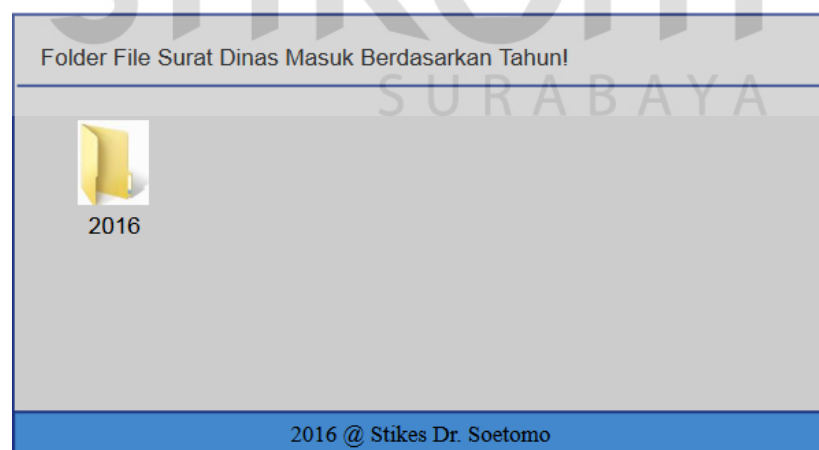 Folder File Surat Dinas Masuk Berdasarkan Tahun!
SURABAYA
2016
2016 @ Stikes Dr. Soetomo